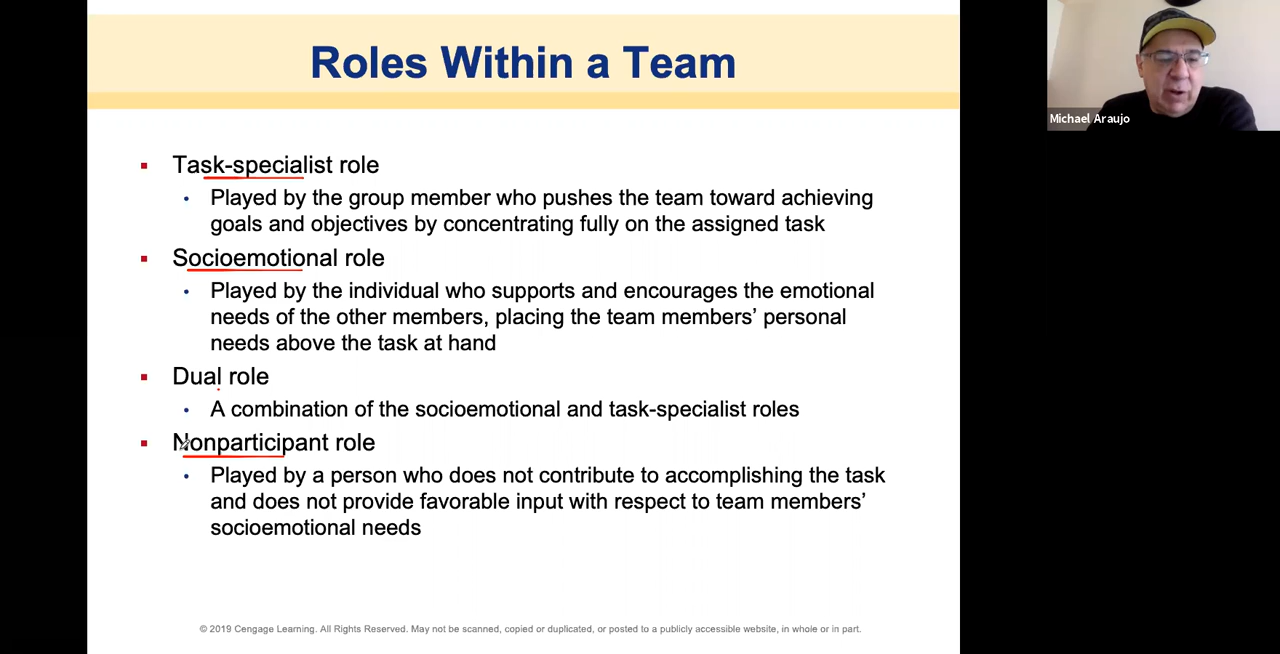 Roles Within a Team
Michael Araujo
▪ Task-specialist role
• Played by the group member who pushes the team toward achieving
goals and objectives by concentrating fully on the assigned task
▪ Socioemotional role
• Played by the individual who supports and encourages the emotional
needs of the other members, placing the team members’ personal
needs above the task at hand
▪ Dual role
• A combination of the socioemotional and task-specialist roles
▪ Nonparticipant role
• Played by a person who does not contribute to accomplishing the task
and does not provide favorable input with respect to team members’
socioemotional needs
© 2019 Cengage Learning. All Rights Reserved. May not be scanned, copied or duplicated, or posted to a publicly accessible website, in whole or in part.